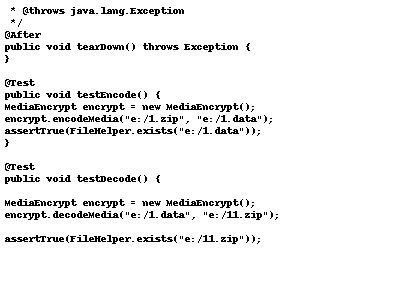 * @throws java.lang.Exception
*/
@After
public void tearDown() throws Exception {
}
@Test
public void testEncode() {
MediaEncrypt encrypt = new MediaEncrypt();
encrypt.encodeMedia("e:/1.zip", "e:/1.data");
assertTrue(FileHelper.exists("e:/1.data"));
}
@Test
public void testDecode() {
MediaEncrypt encrypt = new MediaEncrypt();
encrypt.decodeMedia("e:/1.data", "e:/11.zip");
assertTrue(FileHelper.exists("e:/11.zip"));